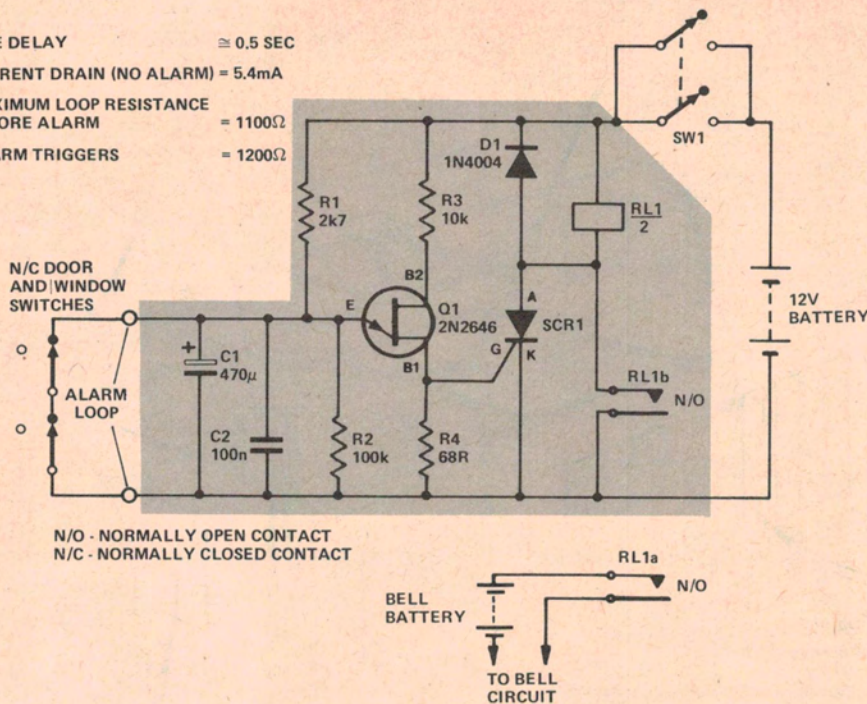 E DELAY ≅ 0.5 SEC
RENT DRAIN (NO ALARM) = 5.4mA
XIMUM LOOP RESISTANCE
ORE ALARM = 1100Ω
ARM TRIGGERS = 1200Ω
SW1
D1
1N4004
R1
2k7
R3
10k
RL1
2
N/C DOOR
AND WINDOW
SWITCHES
B2
E
Q1
2N2646
A
SCR1
G
K
B1
12V
BATTERY
+
C1
470μ
ALARM
LOOP
RL1b
N/O
C2
100n
R2
100k
R4
68R
N/O - NORMALLY OPEN CONTACT
N/C - NORMALLY CLOSED CONTACT
RL1a
N/O
BELL
BATTERY
TO BELL
CIRCUIT